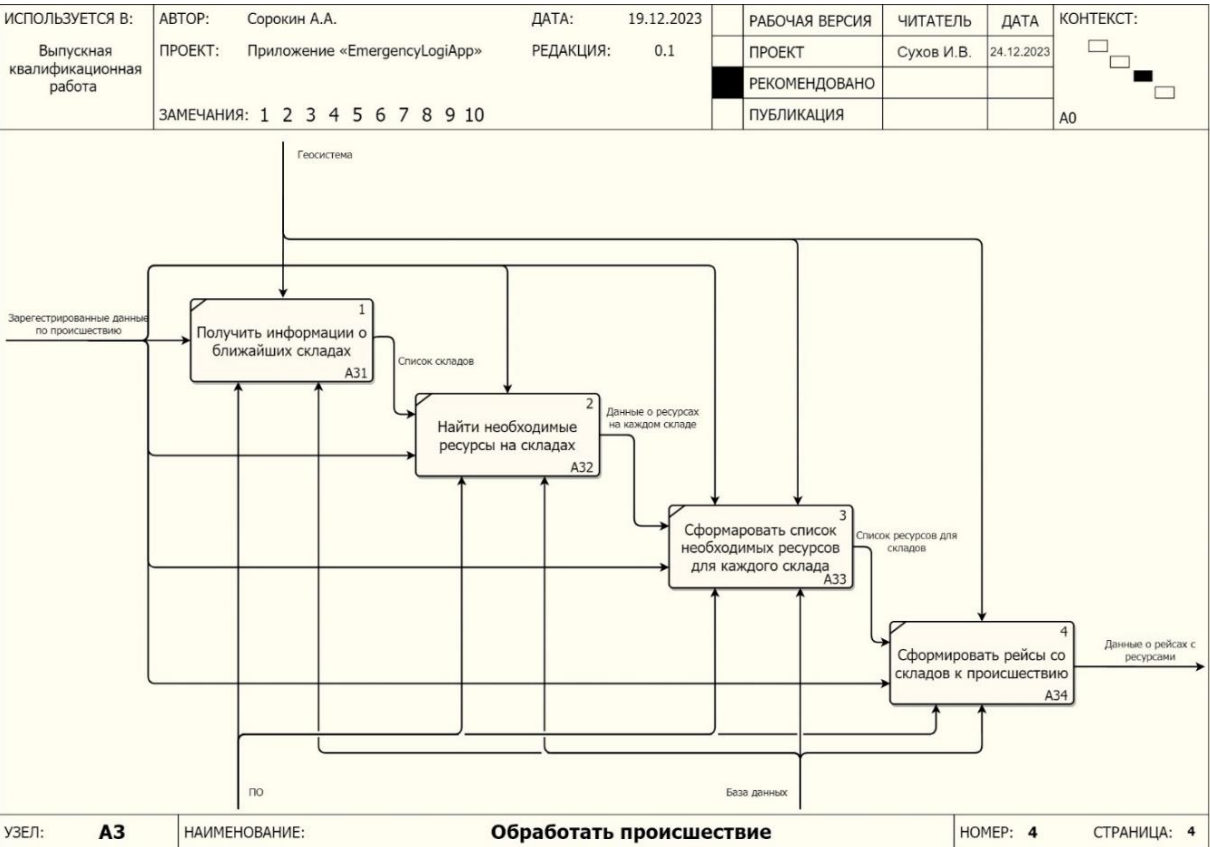 ИСПОЛЬЗУЕТСЯ В:
Выпускная
квалификационная
работа
АВТОР: Сорокин А.А. ДАТА: 19.12.2023
ПРОЕКТ: Приложение «EmergencyLogiApp» РЕДАКЦИЯ: 0.1
ЗАМЕЧАНИЯ: 1 2 3 4 5 6 7 8 9 10
РАБОЧАЯ ВЕРСИЯ ЧИТАТЕЛЬ ДАТА
ПРОЕКТ Сухов И.В. 24.12.2023
РЕКОМЕНДОВАНО
ПУБЛИКАЦИЯ
КОНТЕКСТ:
A0
Геосистема
Зарегестрированные данные
по происшествию
1
Получить информации о
ближайших складах
A31
Список складов
2
Найти необходимые
ресурсы на складах
A32
Данные о ресурсах
на каждом складе
3
Сформаровать список
необходимых ресурсов
для каждого склада
A33
Список ресурсов для
складов
4
Сформировать рейсы со
складов к происшествию
A34
Данные о рейсах с
ресурсами
ПО
База данных
УЗЕЛ: A3 НАИМЕНОВАНИЕ: Обработать происшествие НОМЕР: 4 СТРАНИЦА: 4